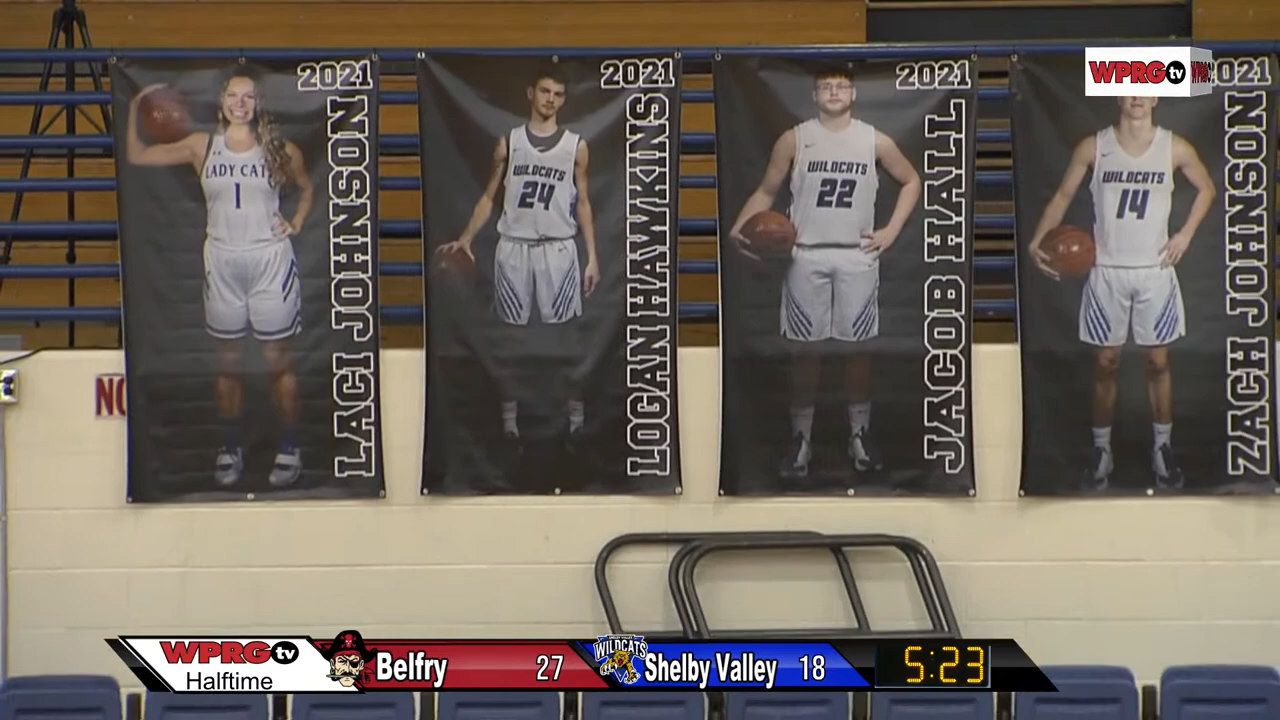 WPRG tv
2021
LACI JOHNSON
LADY CATS
1
2021
LOGAN HAWKINS
WILDCATS
24
2021
JACOB HALL
WILDCATS
22
2021
ZACH JOHNSON
WILDCATS
14
NO
WPRG tv
Halftime
Belfry 27
WILDCATS
Shelby Valley 18
5:23